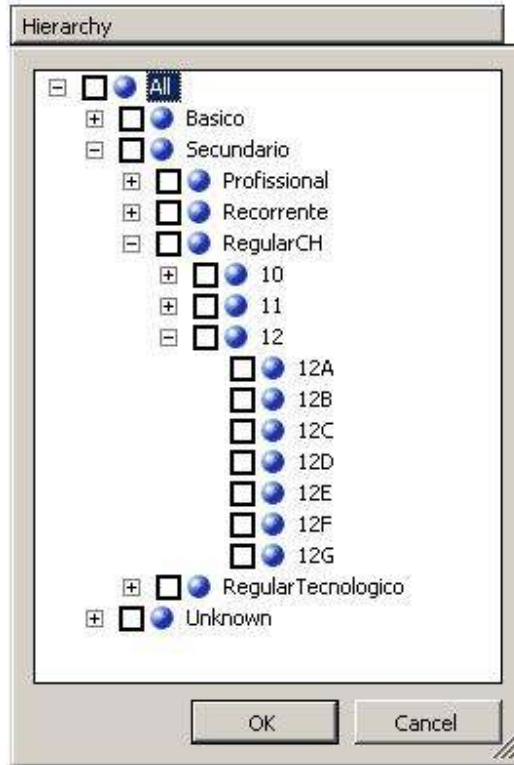 Hierarchy
All
Basico
Secundario
Profissional
Recorrente
RegularCH
10
11
12
12A
12B
12C
12D
12E
12F
12G
RegularTecnologico
Unknown
OK Cancel